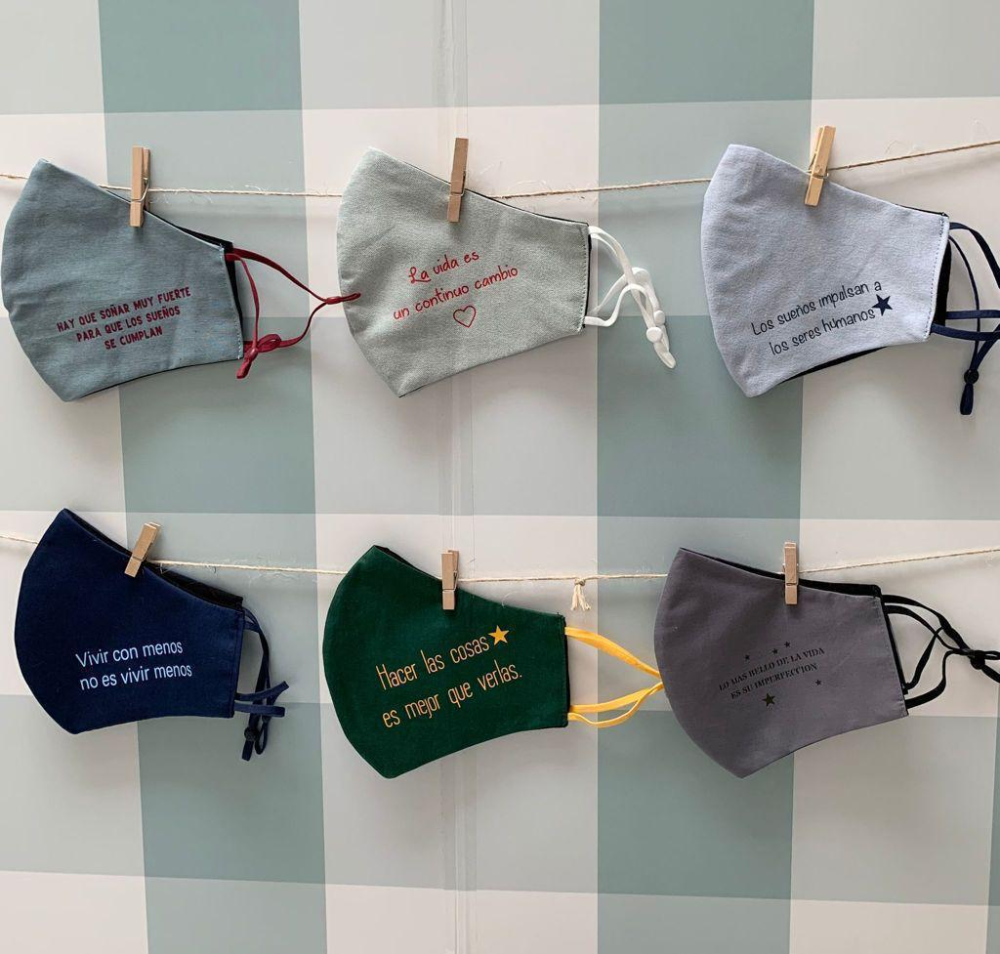 HAY QUE SOÑAR MUY FUERTE
PARA QUE LOS SUEÑOS
SE CUMPLAN
La vida es
un continuo cambio
Los sueños impulsan a
los seres humanos
Vivir con menos
no es vivir menos
Hacer las cosas
es mejor que verlas.
LO MAS BELLO DE LA VIDA
ES SU IMPERFECCION